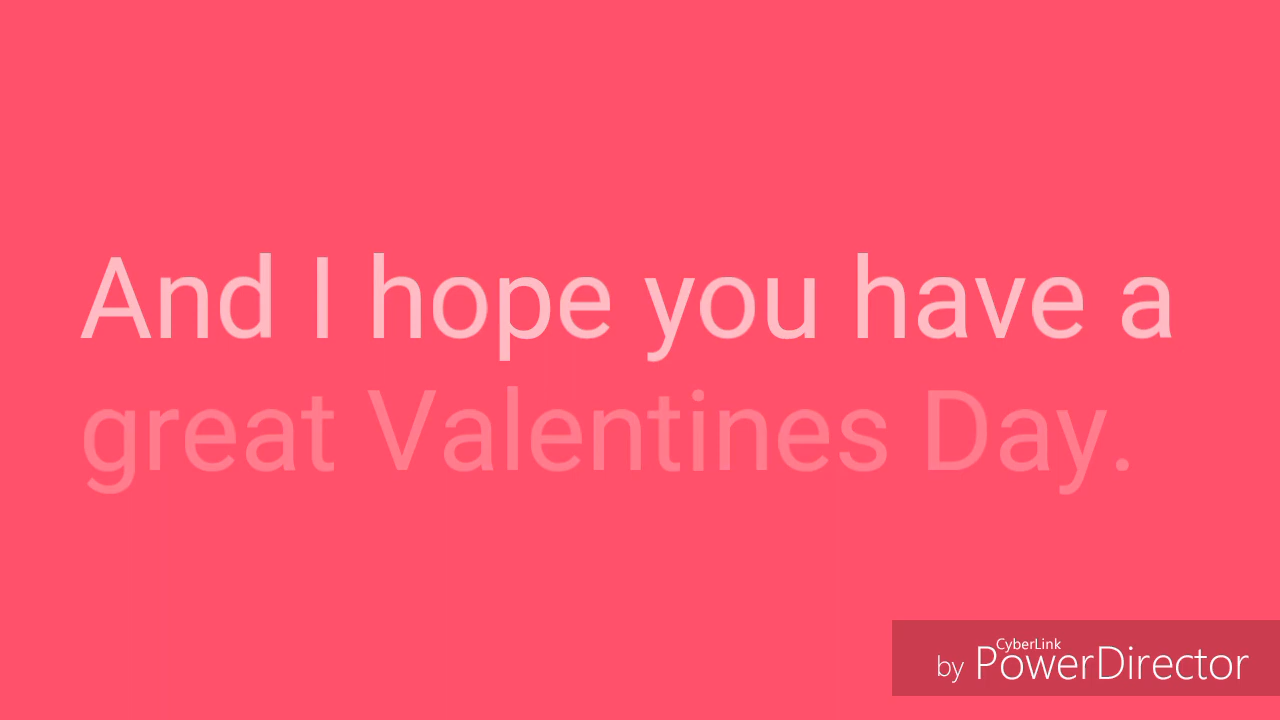 And I hope you have a
great Valentines Day.
CyberLink
by PowerDirector